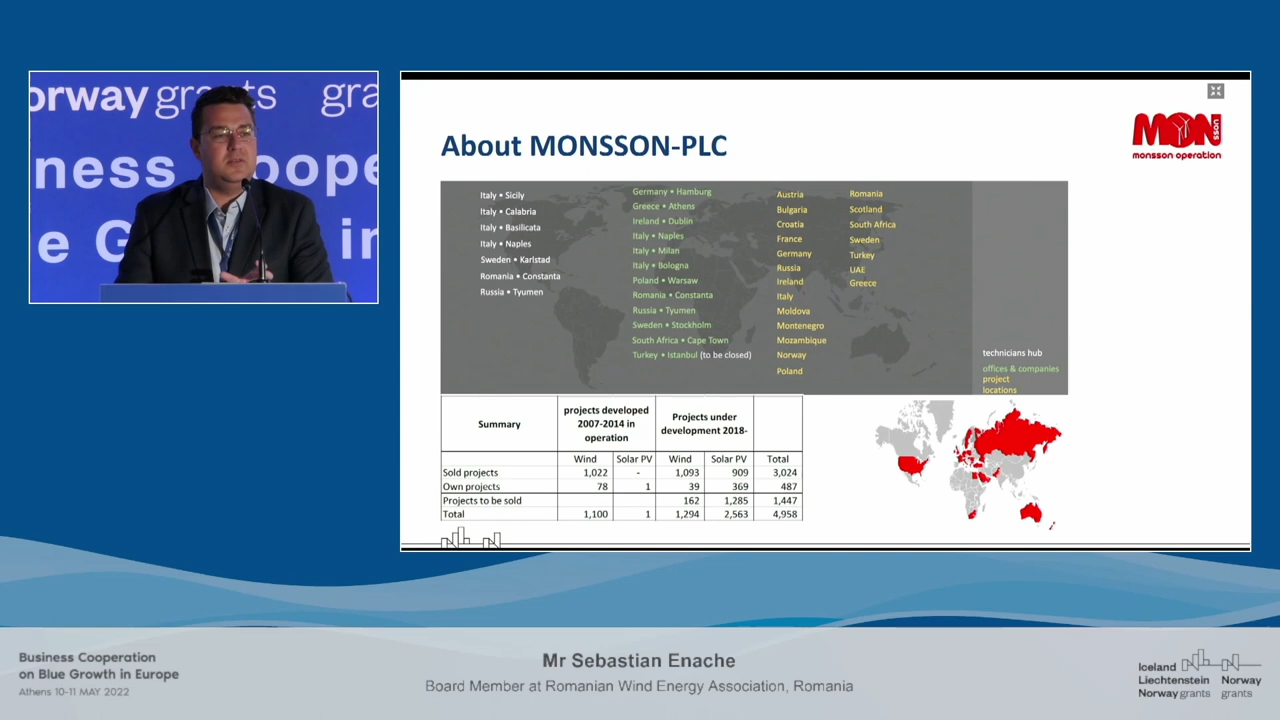 orway grants gra
ness Coope
e G in
About MONSSON-PLC
MON sson
monsson operation
Italy • Sicily
Italy • Calabria
Italy • Basilicata
Italy • Naples
Sweden • Karlstad
Romania • Constanta
Russia • Tyumen
Germany • Hamburg
Greece • Athens
Ireland • Dublin
Italy • Naples
Italy • Milan
Italy • Bologna
Poland • Warsaw
Romania • Constanta
Russia • Tyumen
Sweden • Stockholm
South Africa • Cape Town
Turkey • Istanbul (to be closed)
Austria
Bulgaria
Croatia
France
Germany
Russia
Ireland
Italy
Moldova
Montenegro
Mozambique
Norway
Poland
Romania
Scotland
South Africa
Sweden
Turkey
UAE
Greece
technicians hub
offices & companies
project
locations
Summary
projects developed
2007-2014 in
operation
Projects under
development 2018-
Wind Solar PV Wind Solar PV Total
Sold projects 1,022 - 1,093 909 3,024
Own projects 78 1 39 369 487
Projects to be sold 162 1,285 1,447
Total 1,100 1 1,294 2,563 4,958
Business Cooperation
on Blue Growth in Europe
Athens 10-11 MAY 2022
Mr Sebastian Enache
Board Member at Romanian Wind Energy Association, Romania
Iceland
Liechtenstein Norway
Norway grants grants